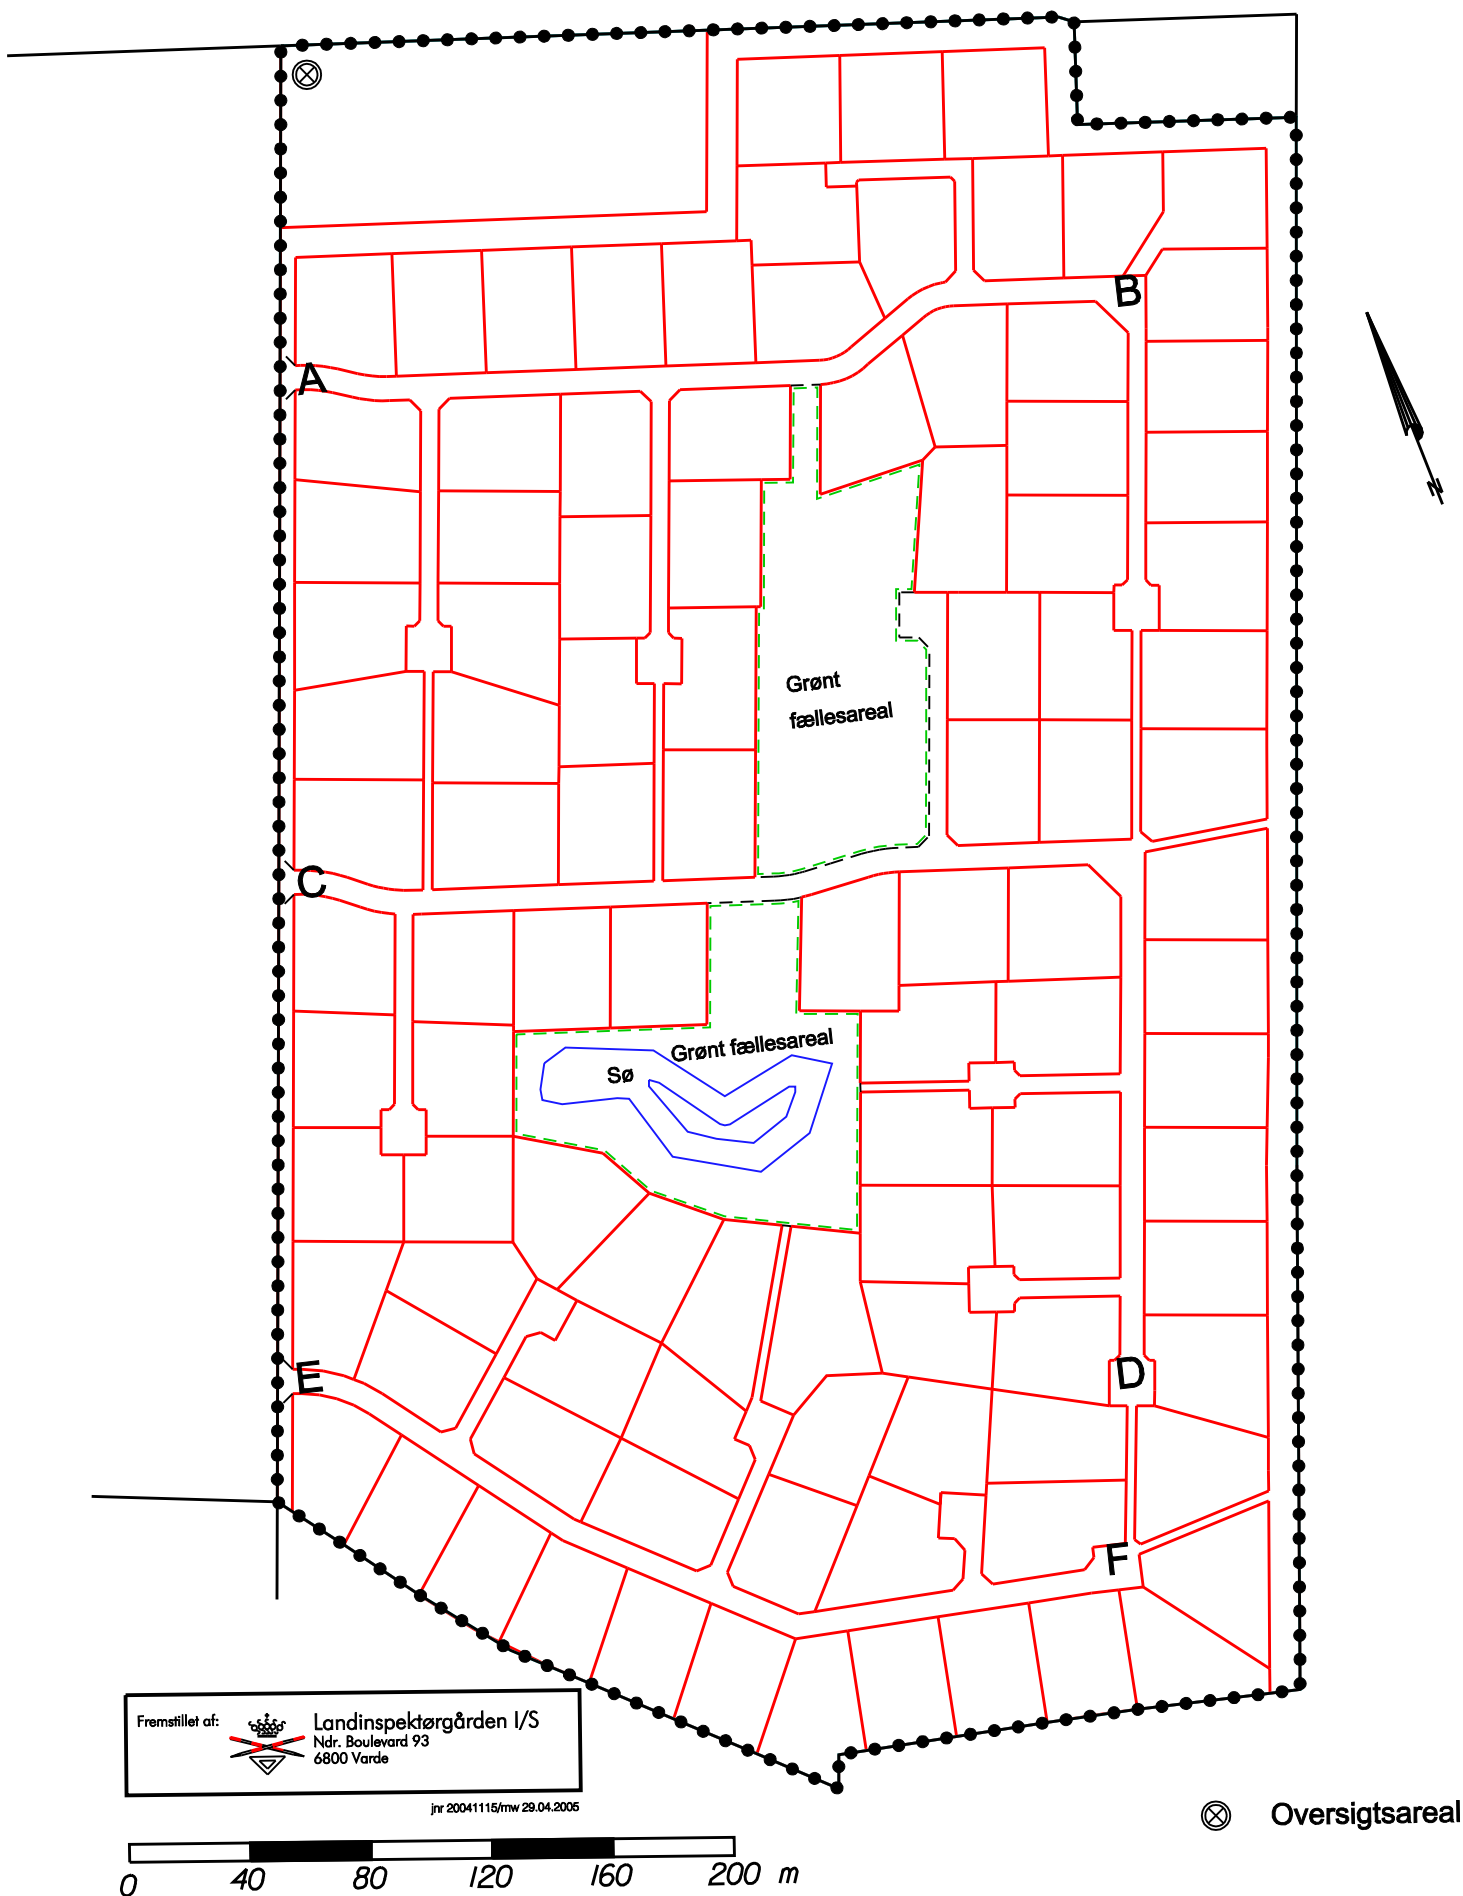 B
A
N
Grønt
fællesareal
C
Grønt fællesareal
Sø
E
D
F
Fremstillet af:
Landinspektørgården I/S
Ndr. Boulevard 93
6800 Varde
jnr 20041115/mw 29.04.2005
Oversigtsareal
0 40 80 120 160 200 m